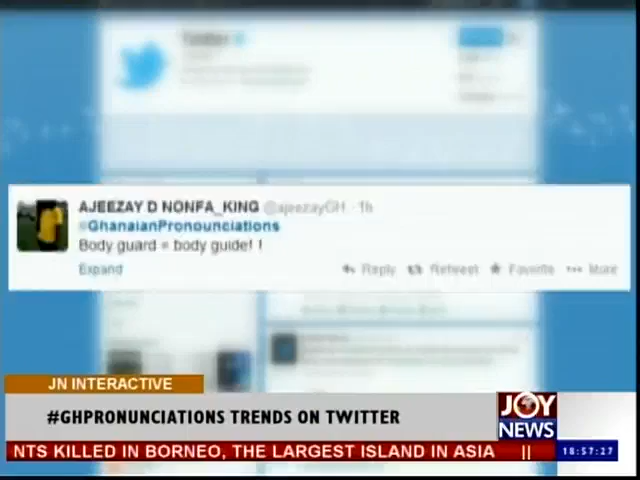 AJEEZAY D NONFA_KING @ajeezayGH · 1h
#GhanaianPronounciations
Body guard = body guide! !
Expand Reply Retweet Favorite More
JN INTERACTIVE
#GHPRONUNCIATIONS TRENDS ON TWITTER
JOY
NEWS
NTS KILLED IN BORNEO, THE LARGEST ISLAND IN ASIA
18:57:27